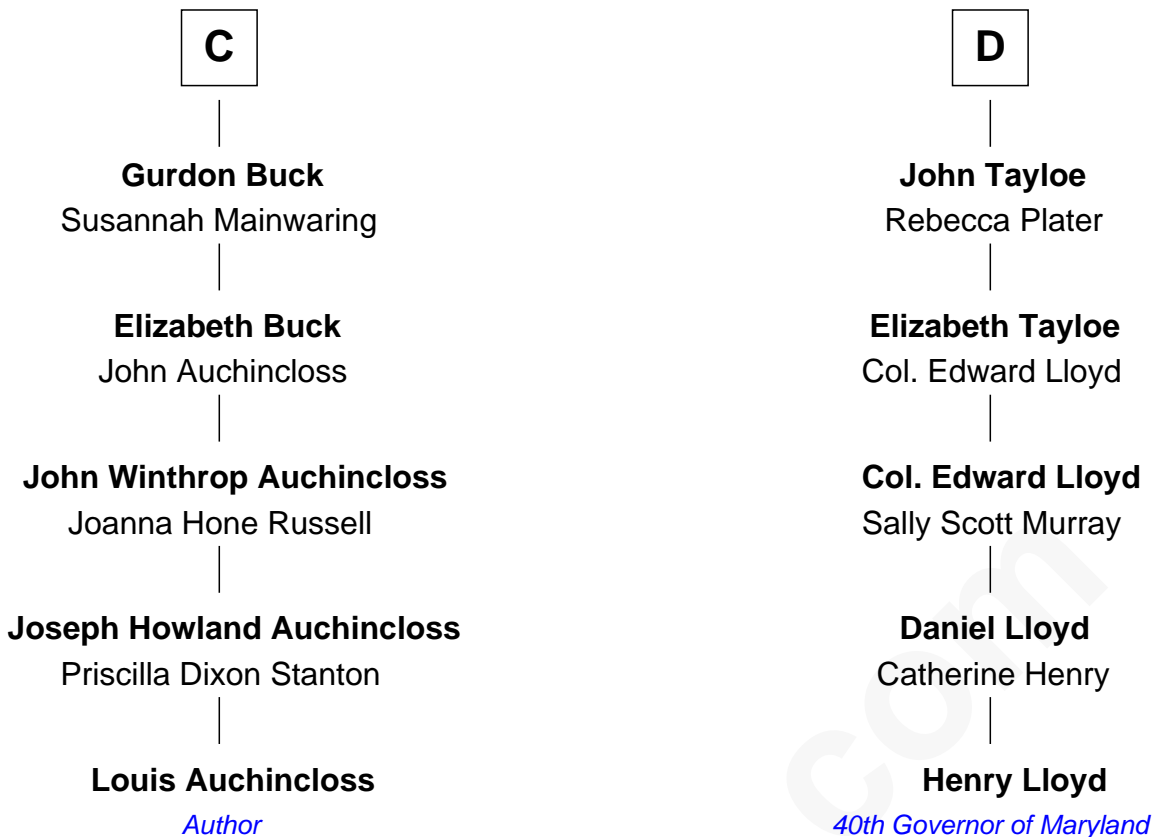 C
Gurdon Buck
Susannah Mainwaring
Elizabeth Buck
John Auchincloss
John Winthrop Auchincloss
Joanna Hone Russell
Joseph Howland Auchincloss
Priscilla Dixon Stanton
Louis Auchincloss
Author
D
John Tayloe
Rebecca Plater
Elizabeth Tayloe
Col. Edward Lloyd
Col. Edward Lloyd
Sally Scott Murray
Daniel Lloyd
Catherine Henry
Henry Lloyd
40th Governor of Maryland
com